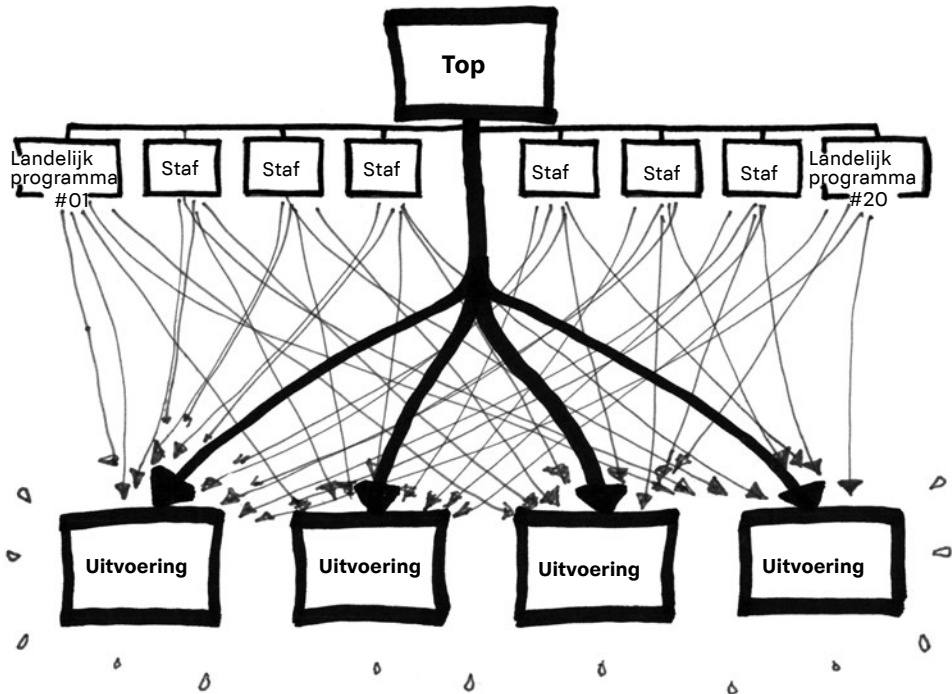 Top
Landelijk
programma
#01
Staf
Staf
Staf
Staf
Staf
Staf
Landelijk
programma
#20
Uitvoering
Uitvoering
Uitvoering
Uitvoering